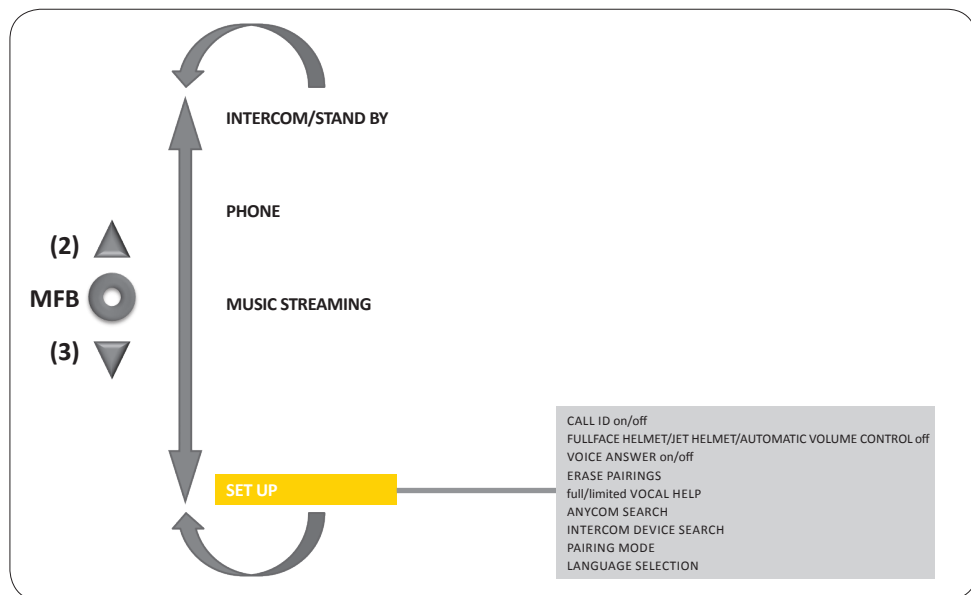 INTERCOM/STAND BY
PHONE
(2)
MFB
MUSIC STREAMING
(3)
SET UP
CALL ID on/off
FULLFACE HELMET/JET HELMET/AUTOMATIC VOLUME CONTROL off
VOICE ANSWER on/off
ERASE PAIRINGS
full/limited VOCAL HELP
ANYCOM SEARCH
INTERCOM DEVICE SEARCH
PAIRING MODE
LANGUAGE SELECTION